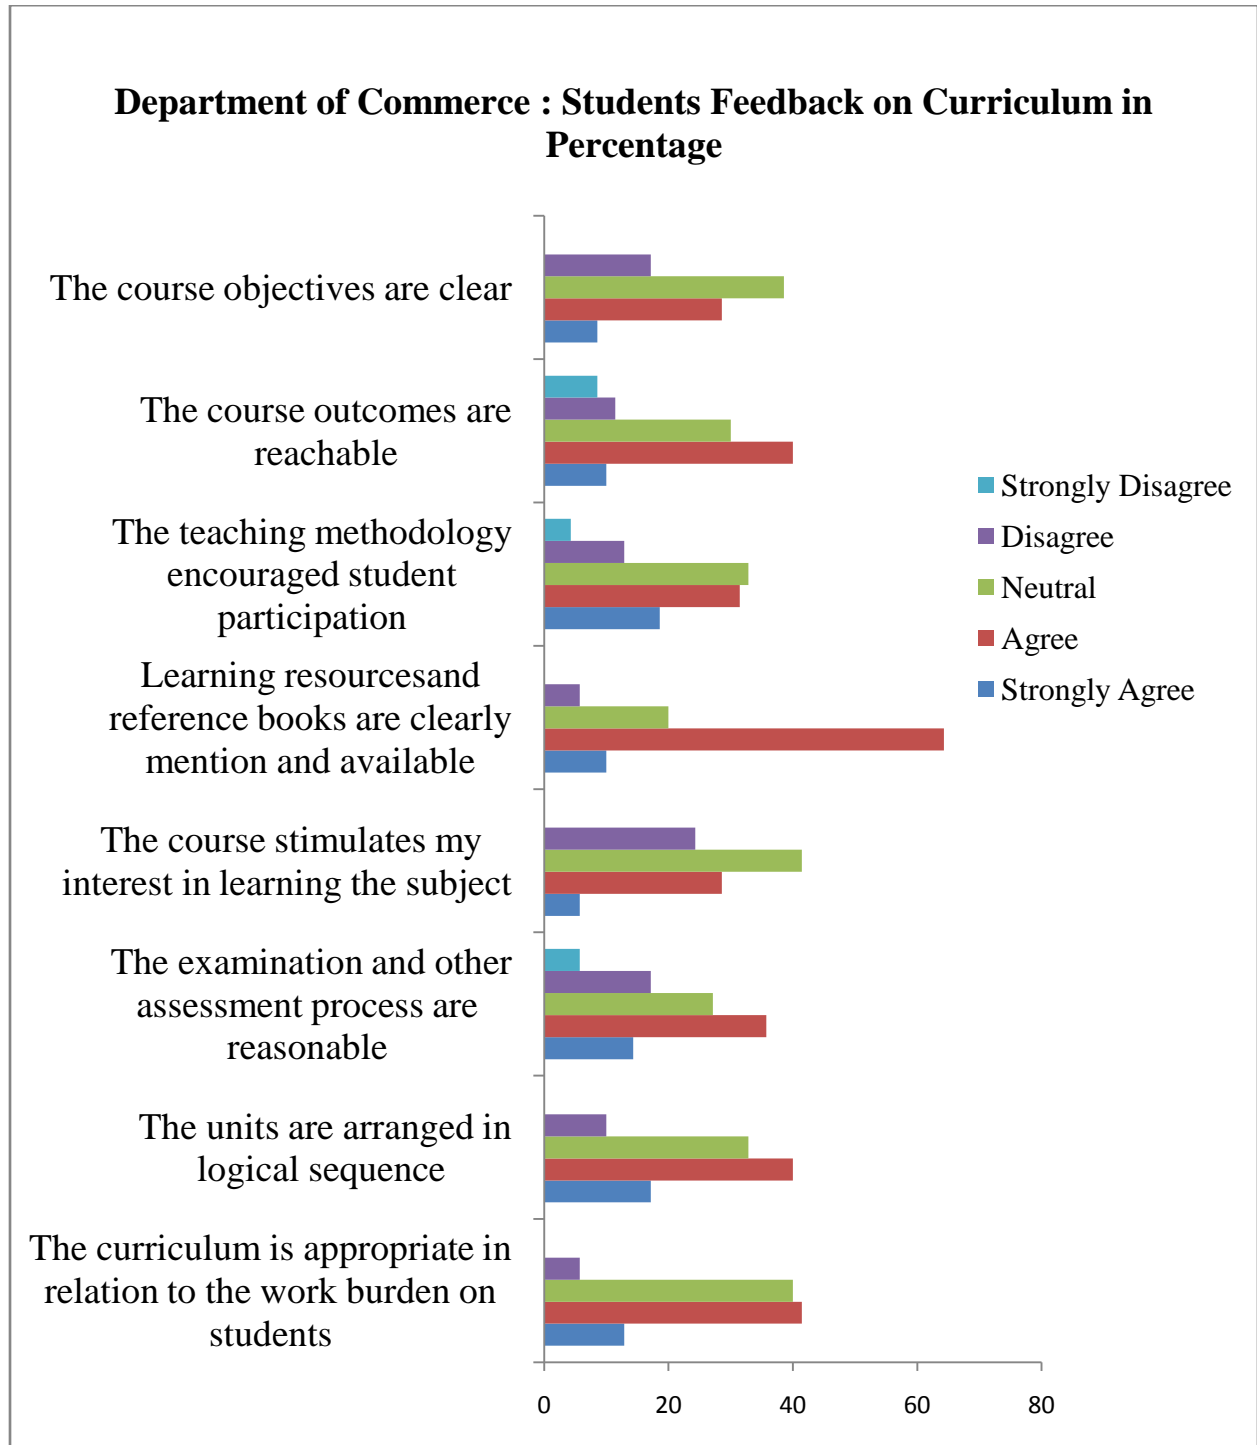 Department of Commerce : Students Feedback on Curriculum in
Percentage
The course objectives are clear
The course outcomes are
reachable
The teaching methodology
encouraged student
participation
Learning resourcesand
reference books are clearly
mention and available
The course stimulates my
interest in learning the subject
The examination and other
assessment process are
reasonable
The units are arranged in
logical sequence
The curriculum is appropriate in
relation to the work burden on
students
Strongly Disagree
Disagree
Neutral
Agree
Strongly Agree
0 20 40 60 80